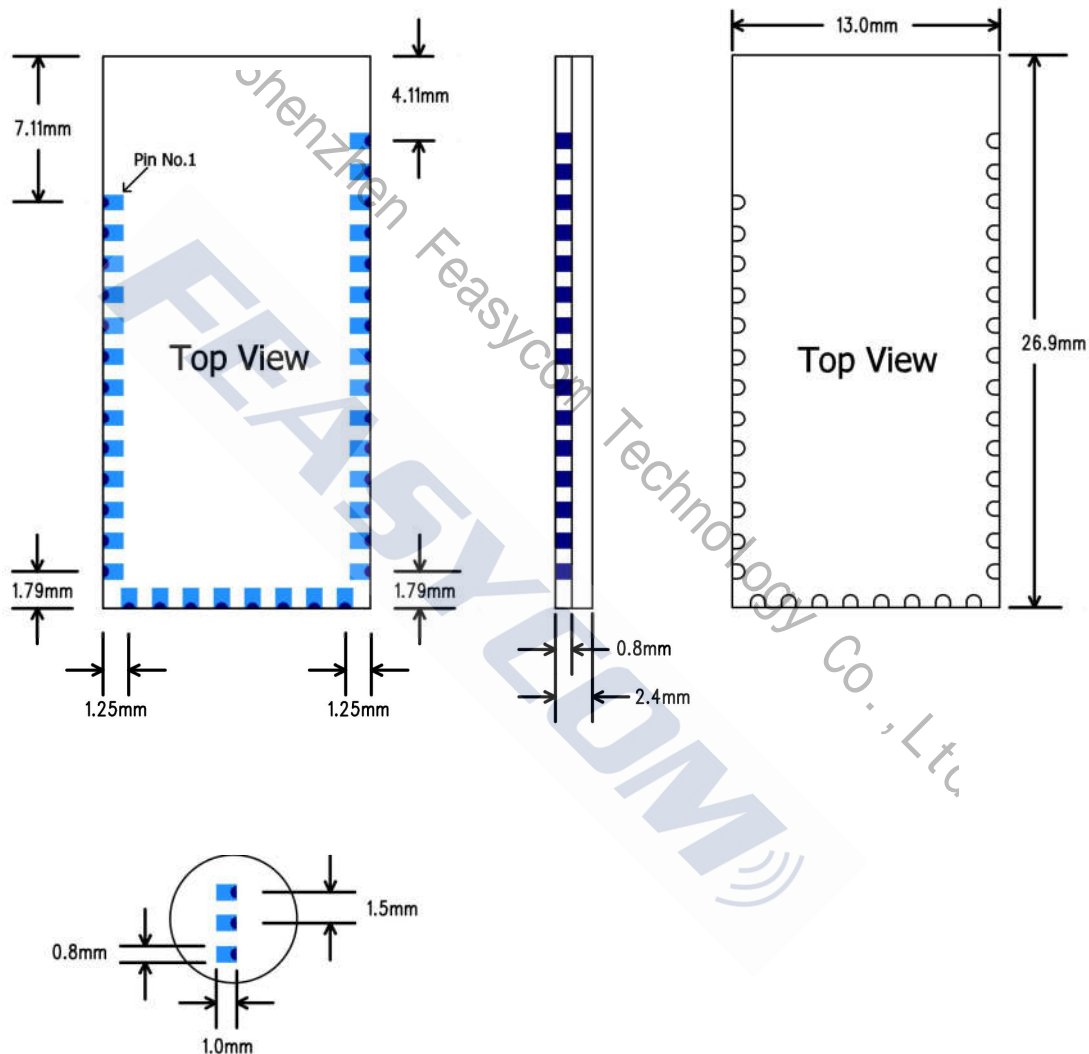 13.0mm
7.11mm
4.11mm
Pin No.1
Top View
Top View
26.9mm
1.79mm
1.79mm
1.25mm
1.25mm
0.8mm
2.4mm
1.5mm
0.8mm
1.0mm
Shenzhen Feasycom Technology Co.,Ltd
FEASYCOM